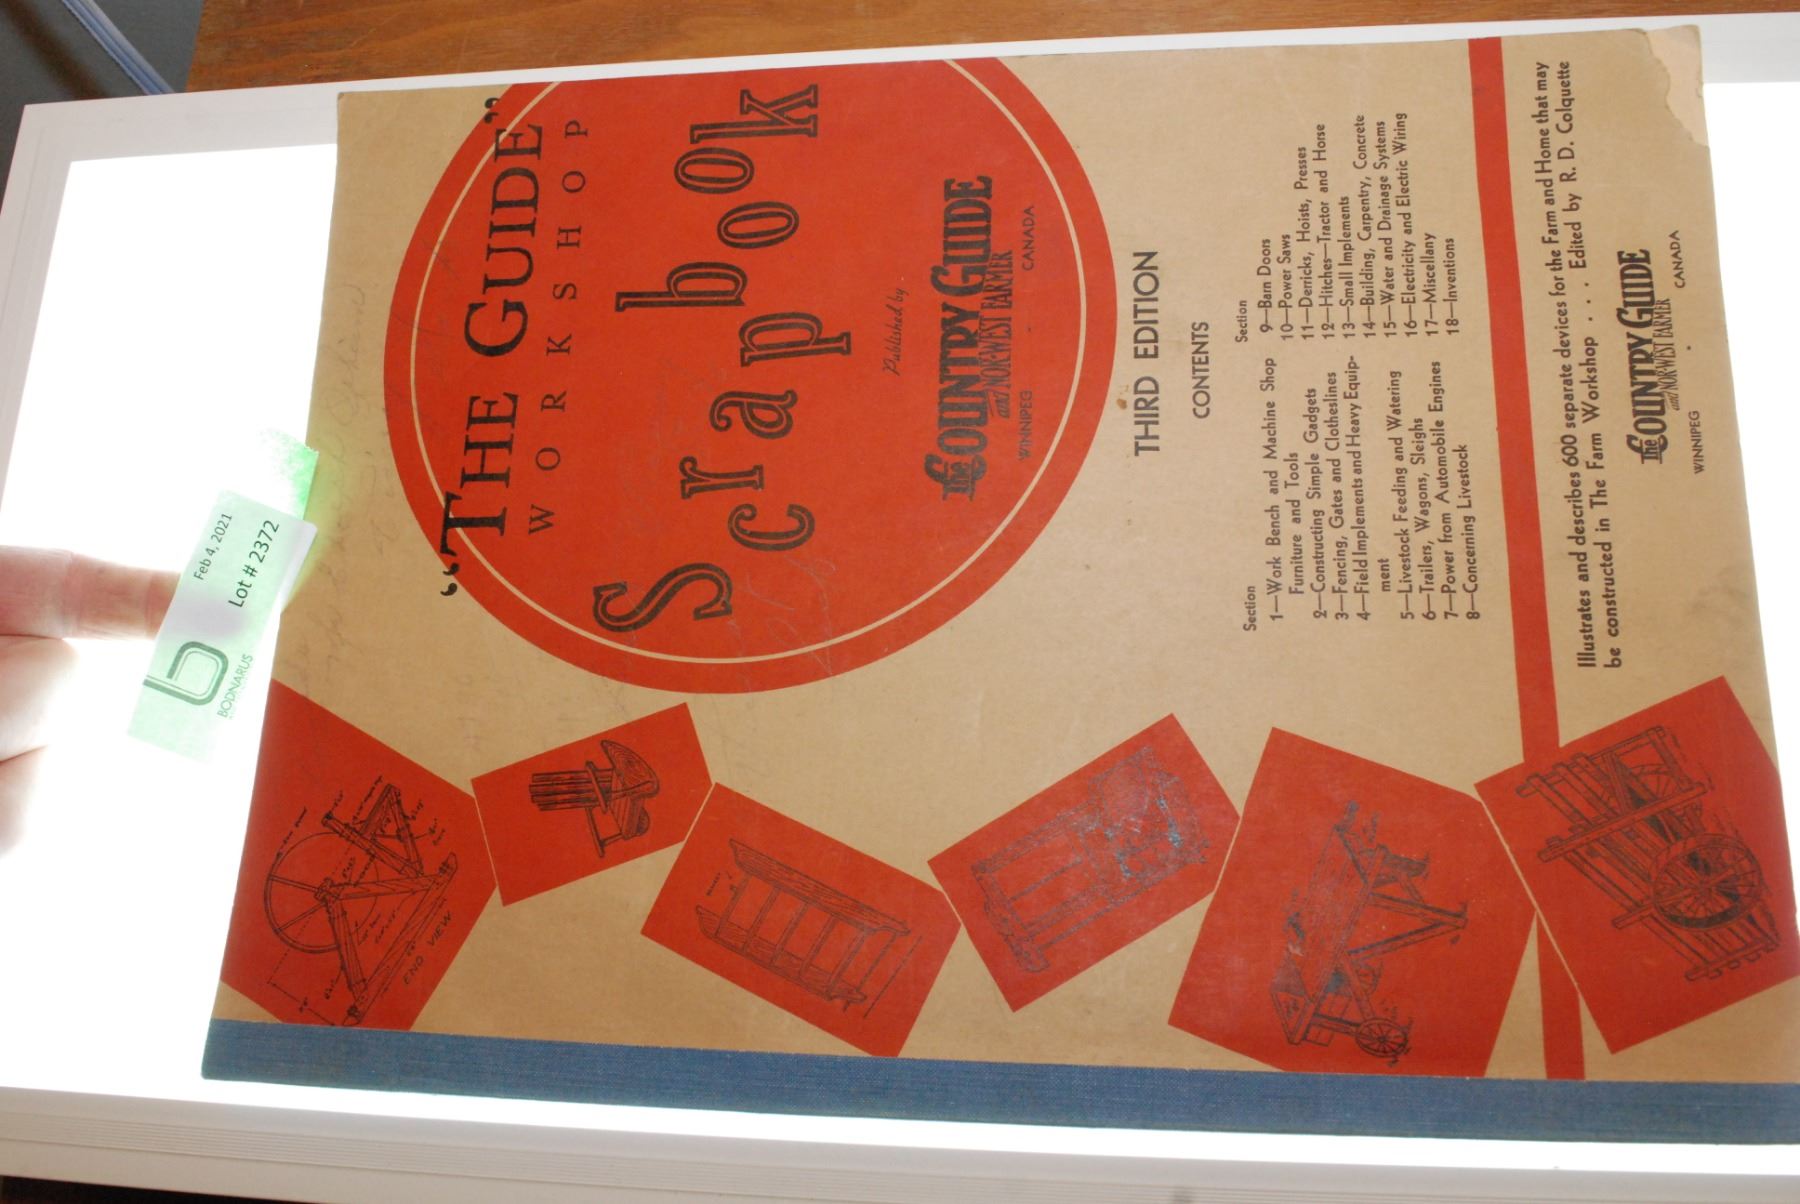 “THE GUIDE”
WORKSHOP
Scrapbook
Published by
The COUNTRY GUIDE
and NOR'WEST FARMER
WINNIPEG CANADA
THIRD EDITION
CONTENTS
Section
1—Work Bench and Machine Shop
Furniture and Tools
2—Constructing Simple Gadgets
3—Fencing, Gates and Clotheslines
4—Field Implements and Heavy Equip-
ment
5—Livestock Feeding and Watering
6—Trailers, Wagons, Sleighs
7—Power from Automobile Engines
8—Concerning Livestock
Section
9—Barn Doors
10—Power Saws
11—Derricks, Hoists, Presses
12—Hitches—Tractor and Horse
13—Small Implements
14—Building, Carpentry, Concrete
15—Water and Drainage Systems
16—Electricity and Electric Wiring
17—Miscellany
18—Inventions
Illustrates and describes 600 separate devices for the Farm and Home that may
be constructed in The Farm Workshop . . . Edited by R. D. Colquette
The COUNTRY GUIDE
and NOR'WEST FARMER
WINNIPEG CANADA
END VIEW
b
BODNARUS
Feb 4, 2021
Lot # 2372